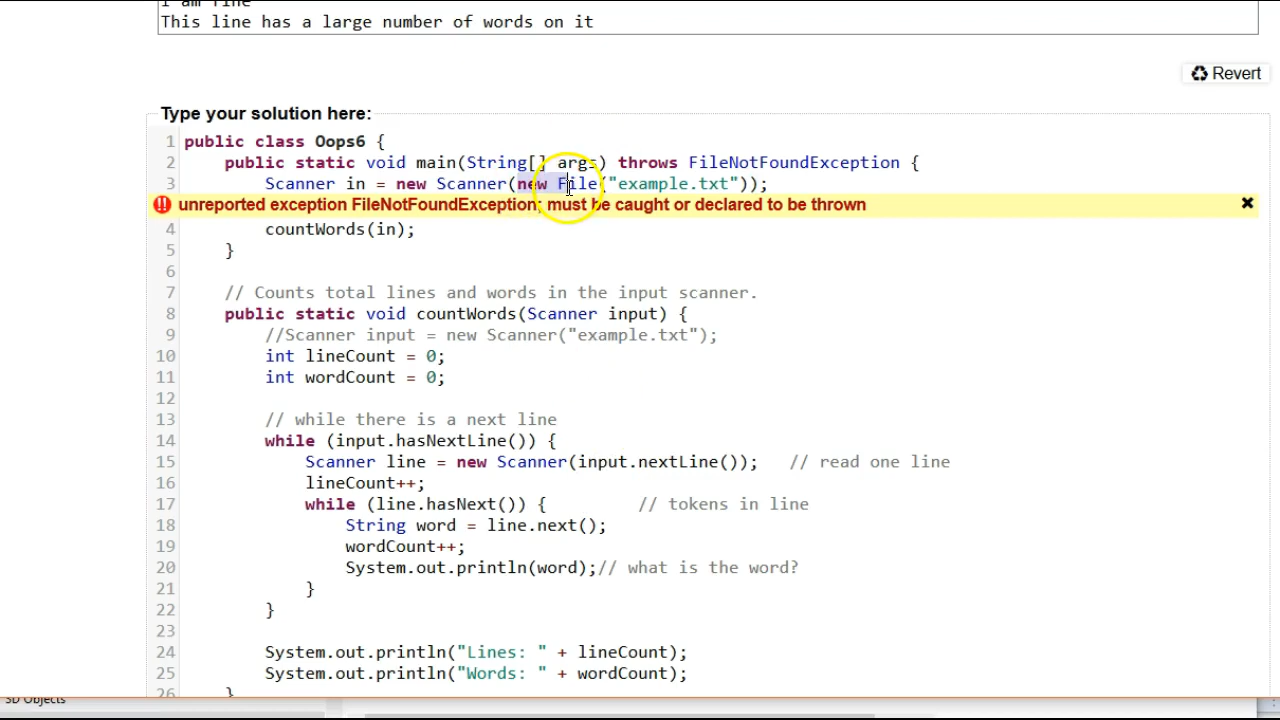 I am fine
This line has a large number of words on it
Revert
Type your solution here:
1 public class Oops6 {
2 public static void main(String[] args) throws FileNotFoundException {
3 Scanner in = new Scanner(new File("example.txt"));
unreported exception FileNotFoundException; must be caught or declared to be thrown
4 countWords(in);
5 }
6
7 // Counts total lines and words in the input scanner.
8 public static void countWords(Scanner input) {
9 //Scanner input = new Scanner("example.txt");
10 int lineCount = 0;
11 int wordCount = 0;
12
13 // while there is a next line
14 while (input.hasNextLine()) {
15 Scanner line = new Scanner(input.nextLine()); // read one line
16 lineCount++;
17 while (line.hasNext()) { // tokens in line
18 String word = line.next();
19 wordCount++;
20 System.out.println(word);// what is the word?
21 }
22 }
23
24 System.out.println("Lines: " + lineCount);
25 System.out.println("Words: " + wordCount);
26 }
3D Objects